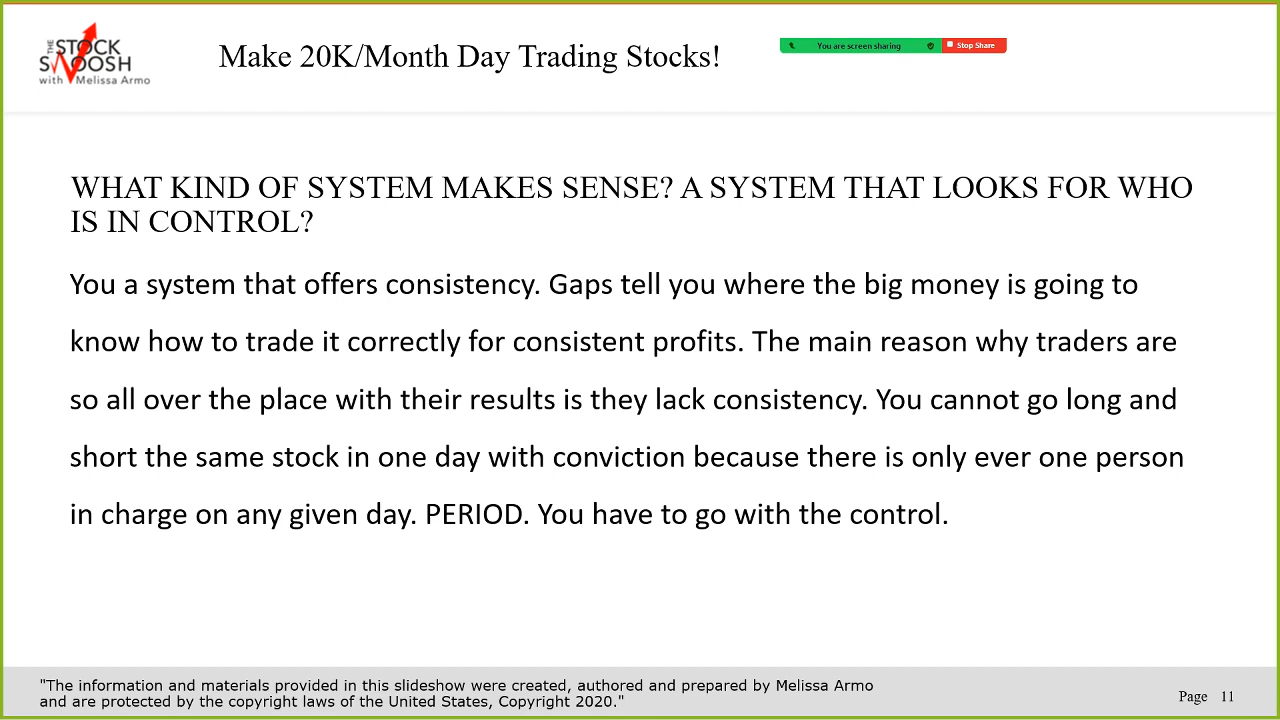 THE STOCK
SWOOSH
with Melissa Armo
Make 20K/Month Day Trading Stocks!
You are screen sharing
Stop Share
WHAT KIND OF SYSTEM MAKES SENSE? A SYSTEM THAT LOOKS FOR WHO
IS IN CONTROL?
You a system that offers consistency. Gaps tell you where the big money is going to
know how to trade it correctly for consistent profits. The main reason why traders are
so all over the place with their results is they lack consistency. You cannot go long and
short the same stock in one day with conviction because there is only ever one person
in charge on any given day. PERIOD. You have to go with the control.
"The information and materials provided in this slideshow were created, authored and prepared by Melissa Armo
and are protected by the copyright laws of the United States, Copyright 2020."
Page 11